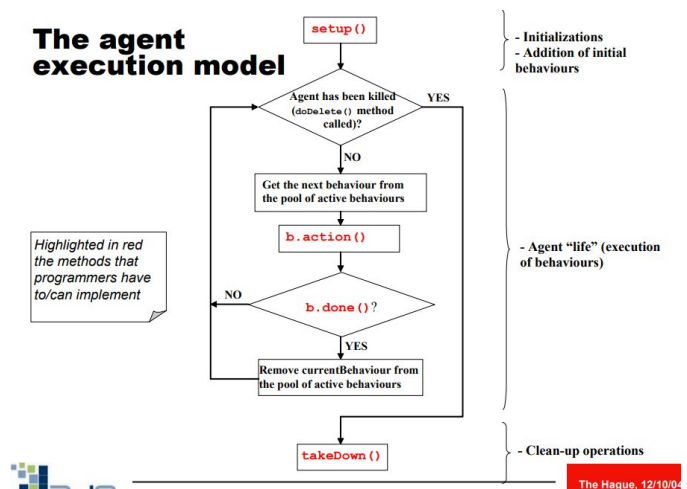 The agent
execution model
setup()
- Initializations
- Addition of initial
behaviours
Agent has been killed
(doDelete() method
called)?
YES
NO
Get the next behaviour from
the pool of active behaviours
b.action()
Highlighted in red
the methods that
programmers have
to/can implement
- Agent “life” (execution
of behaviours)
NO
b.done()?
YES
Remove currentBehaviour from
the pool of active behaviours
takeDown()
- Clean-up operations
The Hague, 12/10/04